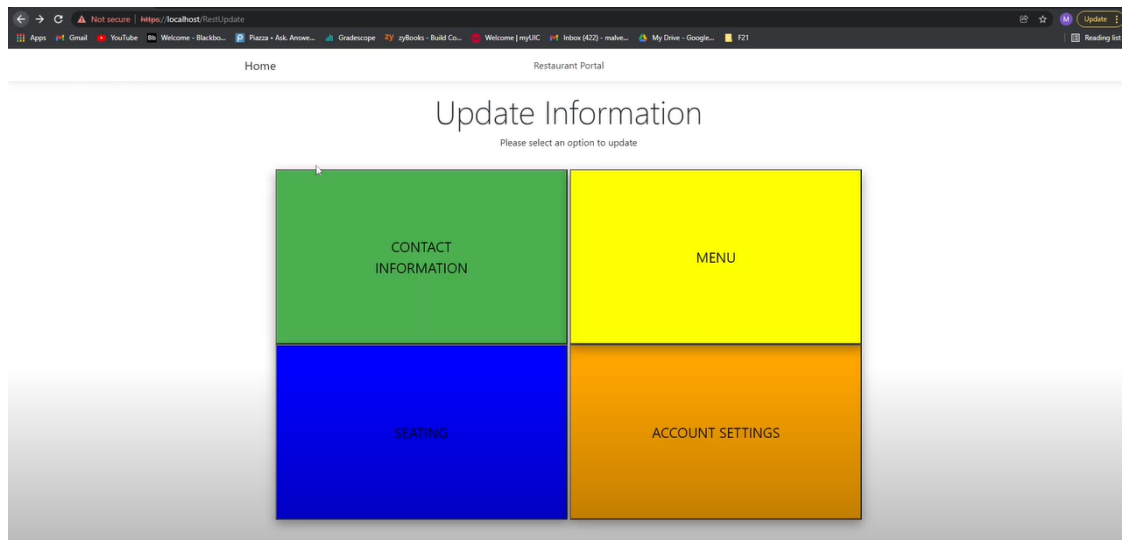 Not secure | https://localhost/RestUpdate
M
Update
Apps
Gmail
YouTube
Bb Welcome - Blackbo...
Piazza • Ask. Answe...
Gradescope
zyBooks - Build Co...
Welcome | myUIC
Inbox (422) - malve...
My Drive - Google...
F21
Reading list
Home
Restaurant Portal
Update Information
Please select an option to update
CONTACT
INFORMATION
MENU
SEATING
ACCOUNT SETTINGS